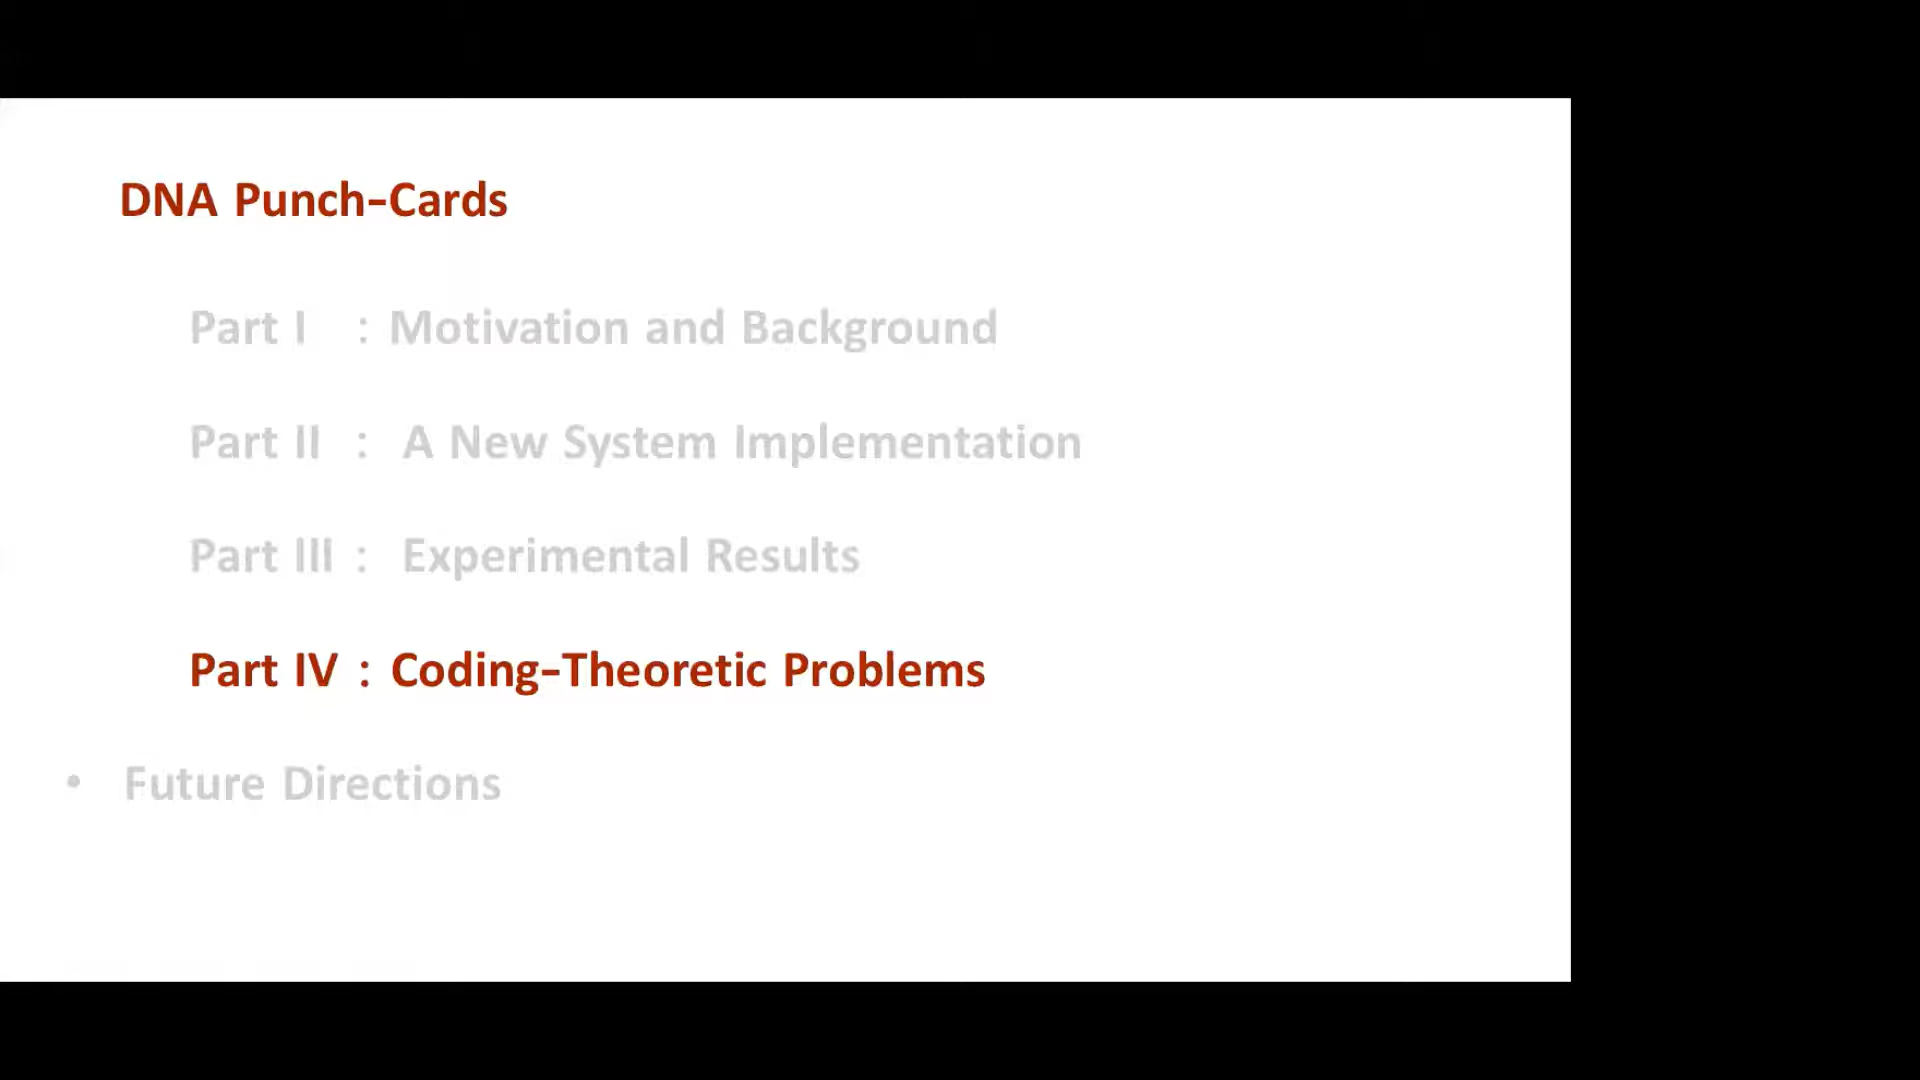 DNA Punch-Cards
Part I : Motivation and Background
Part II : A New System Implementation
Part III : Experimental Results
Part IV : Coding-Theoretic Problems
• Future Directions